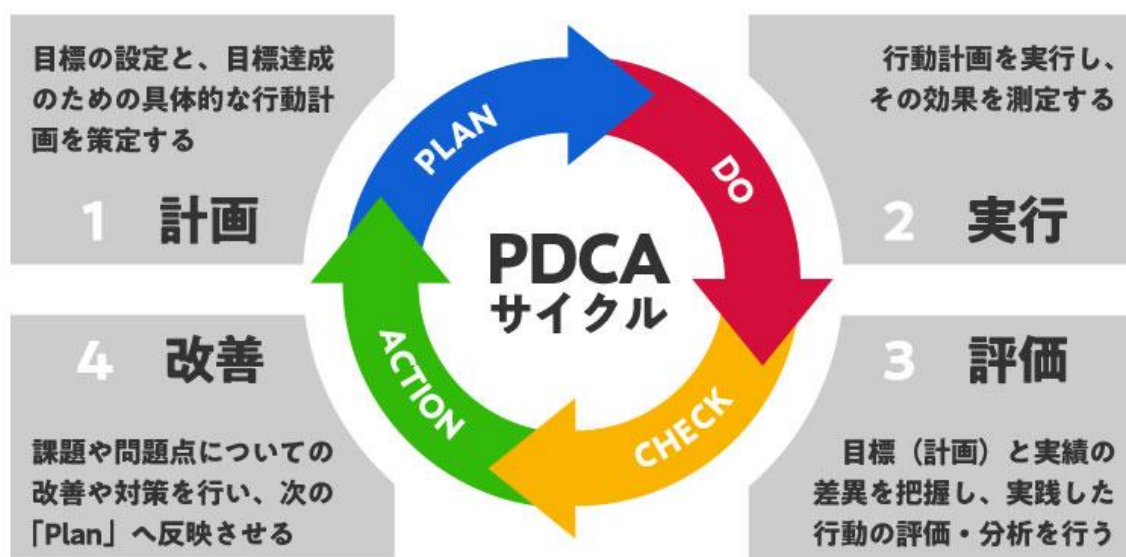 目標の設定と、目標達成
のための具体的な行動計
画を策定する
1 計画
行動計画を実行し、
その効果を測定する
2 実行
PLAN
DO
PDCA
サイクル
CHECK
ACTION
3 評価
目標（計画）と実績の
差異を把握し、実践した
行動の評価・分析を行う
4 改善
課題や問題点についての
改善や対策を行い、次の
「Plan」へ反映させる